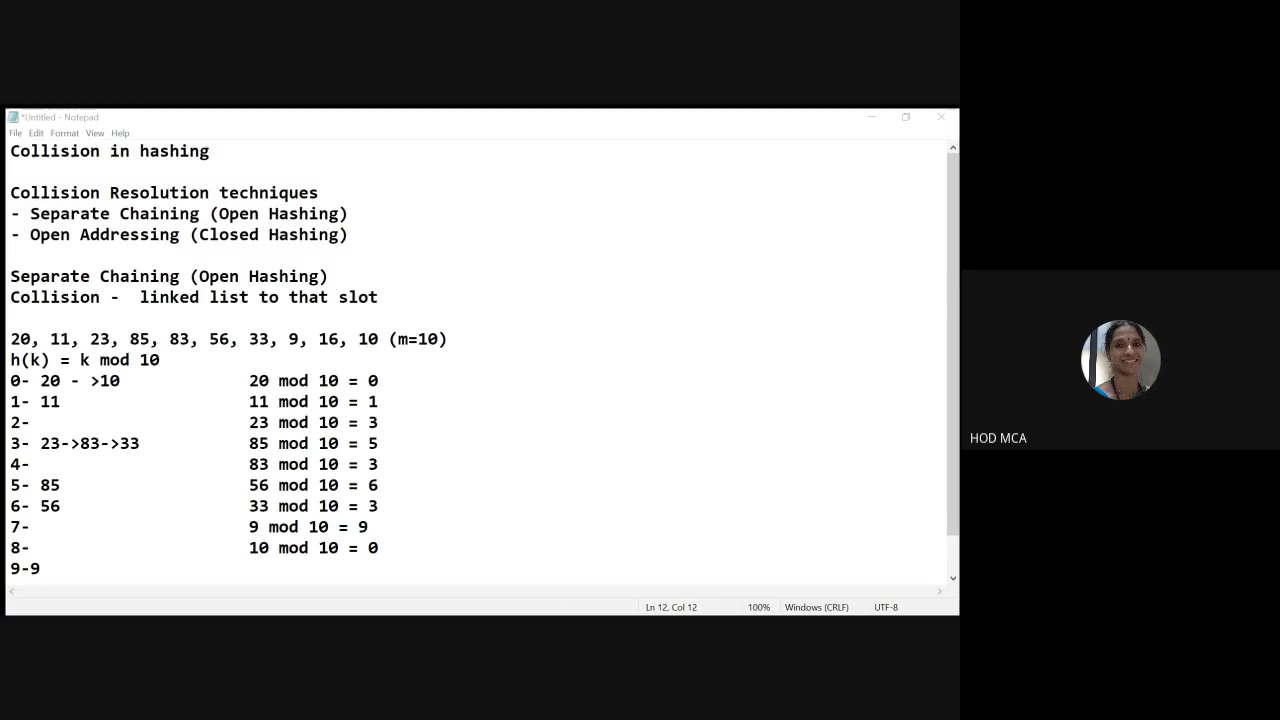 *Untitled - Notepad
File Edit Format View Help
Collision in hashing
Collision Resolution techniques
- Separate Chaining (Open Hashing)
- Open Addressing (Closed Hashing)
Separate Chaining (Open Hashing)
Collision -  linked list to that slot
20, 11, 23, 85, 83, 56, 33, 9, 16, 10 (m=10)
h(k) = k mod 10
0- 20 - >10 20 mod 10 = 0
1- 11 11 mod 10 = 1
2- 23 mod 10 = 3
3- 23->83->33 85 mod 10 = 5
4- 83 mod 10 = 3
5- 85 56 mod 10 = 6
6- 56 33 mod 10 = 3
7- 9 mod 10 = 9
8- 10 mod 10 = 0
9-9
Ln 12, Col 12 100% Windows (CRLF) UTF-8
HOD MCA